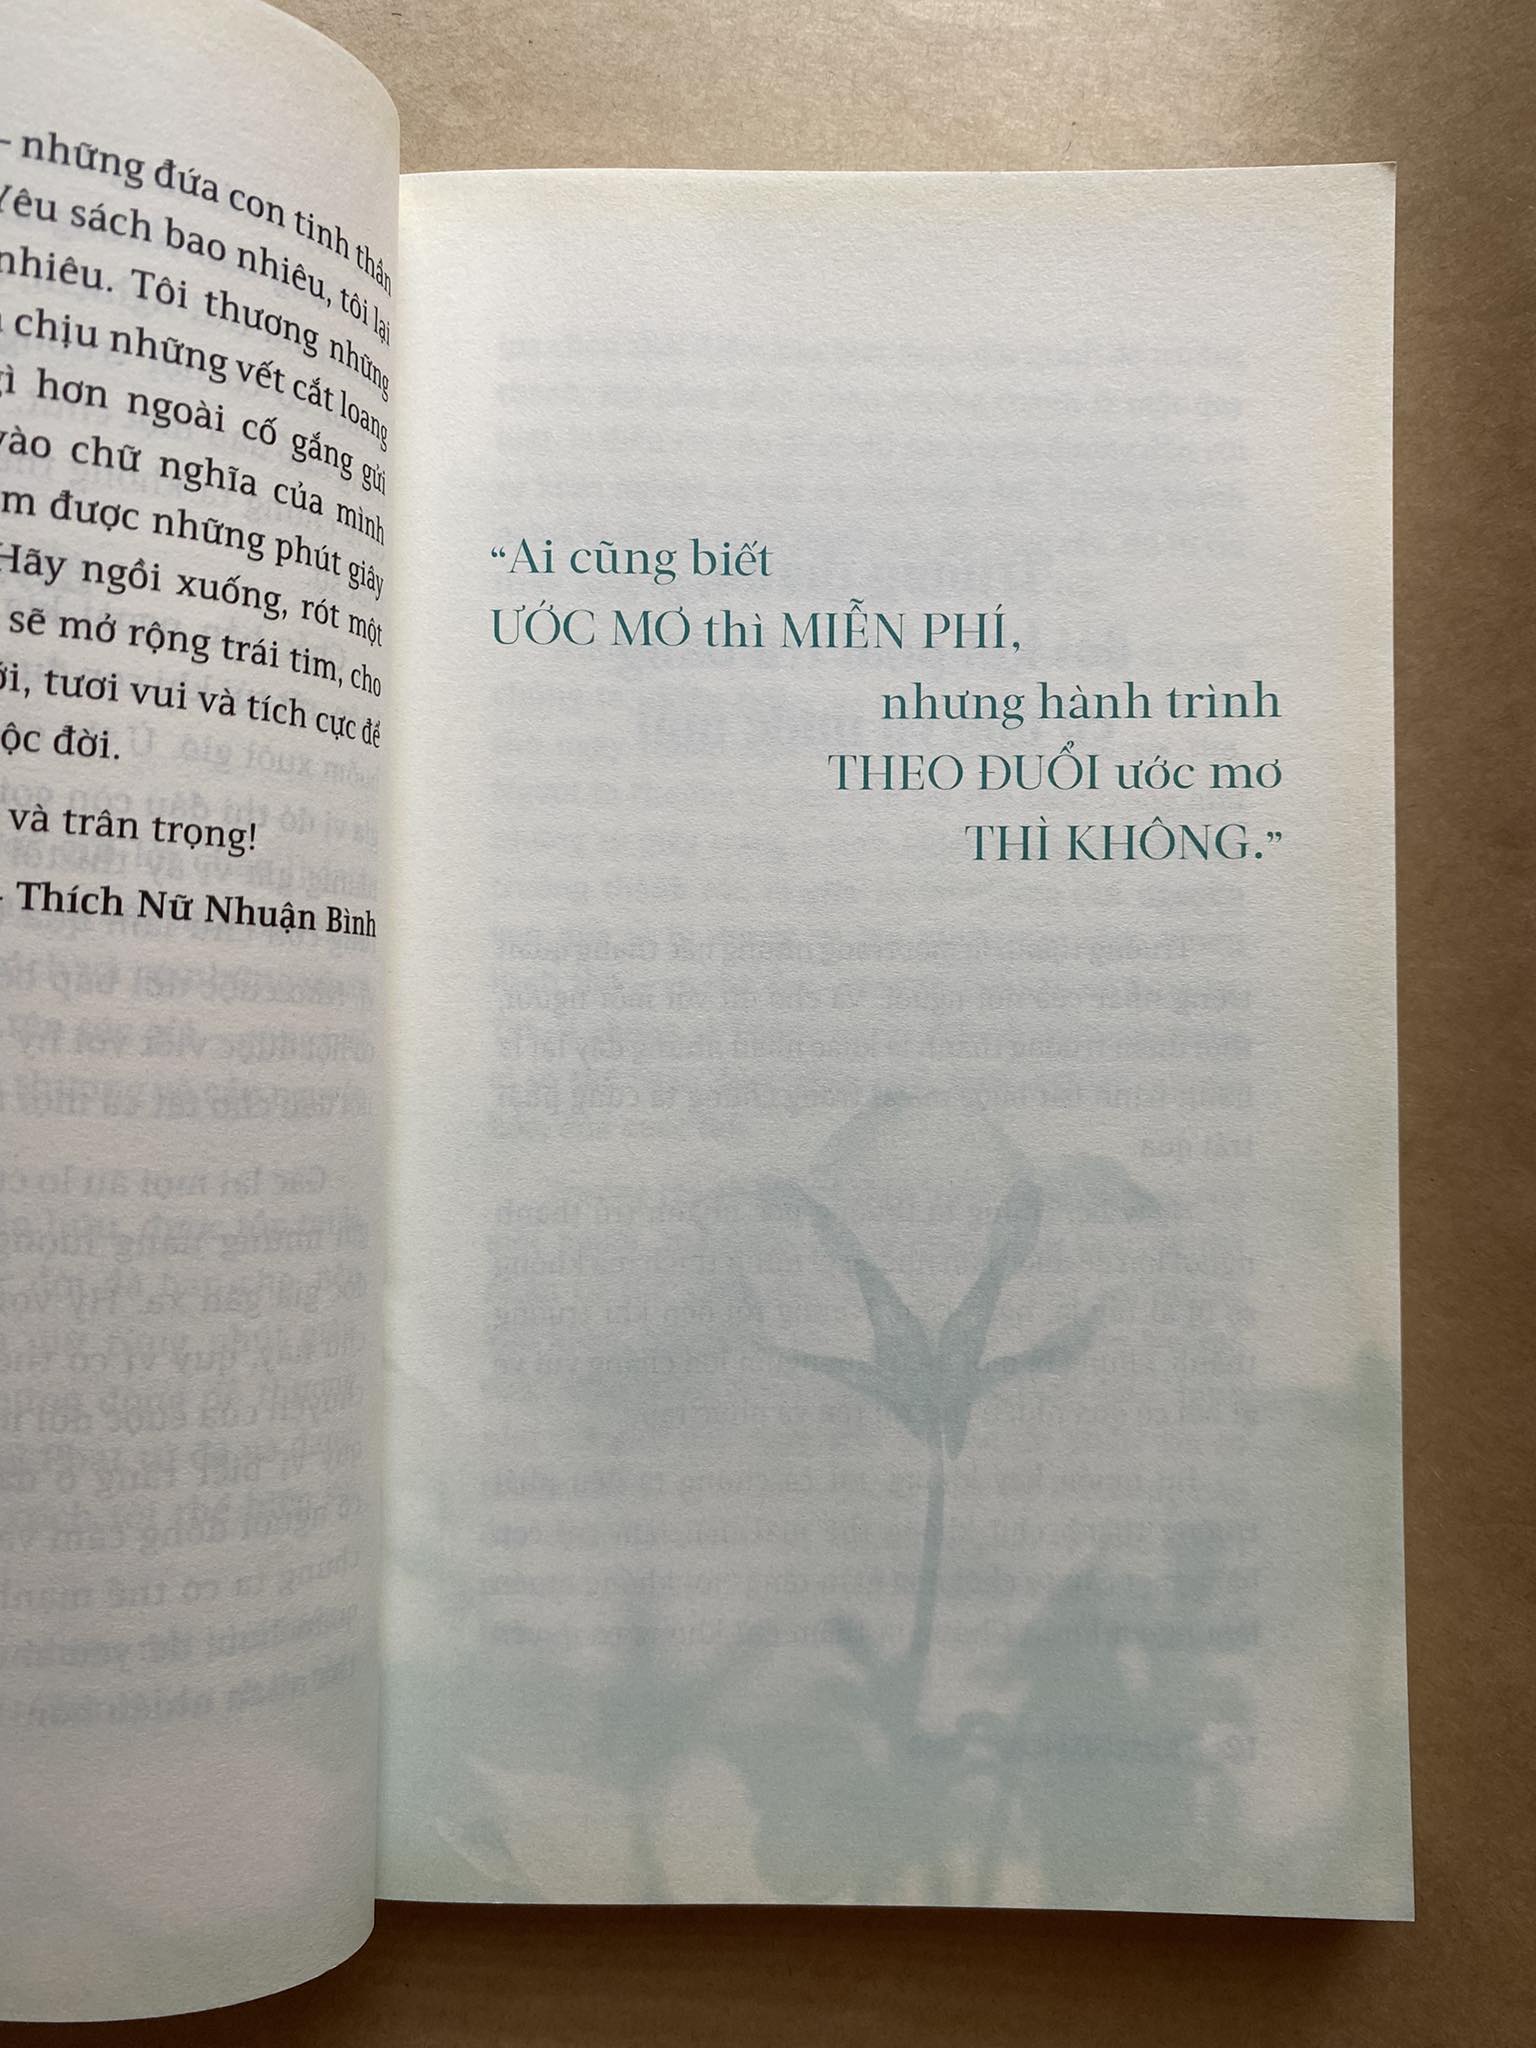 – những đứa con tinh thần
Yêu sách bao nhiêu, tôi lại
nhiêu. Tôi thương những
chịu những vết cắt loang
gì hơn ngoài cố gắng gửi
vào chữ nghĩa của mình
được những phút giây
Hãy ngồi xuống, rót một
sẽ mở rộng trái tim, cho
tươi vui và tích cực để
đời.
và trân trọng!
- Thích Nữ Nhuận Bình
“Ai cũng biết
ƯỚC MƠ thì MIỄN PHÍ,
nhưng hành trình
THEO ĐUỔI ước mơ
THÌ KHÔNG.”